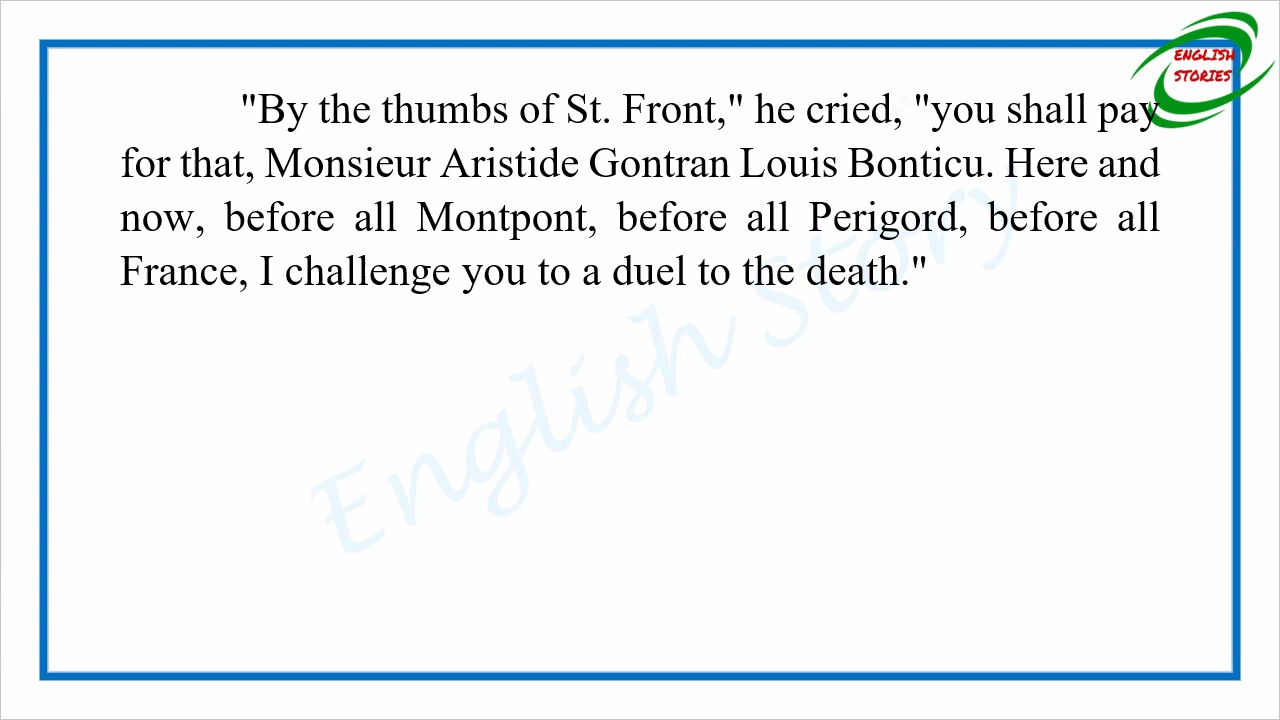 ENGLISH
STORIES
"By the thumbs of St. Front," he cried, "you shall pay
for that, Monsieur Aristide Gontran Louis Bonticu. Here and
now, before all Montpont, before all Perigord, before all
France, I challenge you to a duel to the death."
English Story